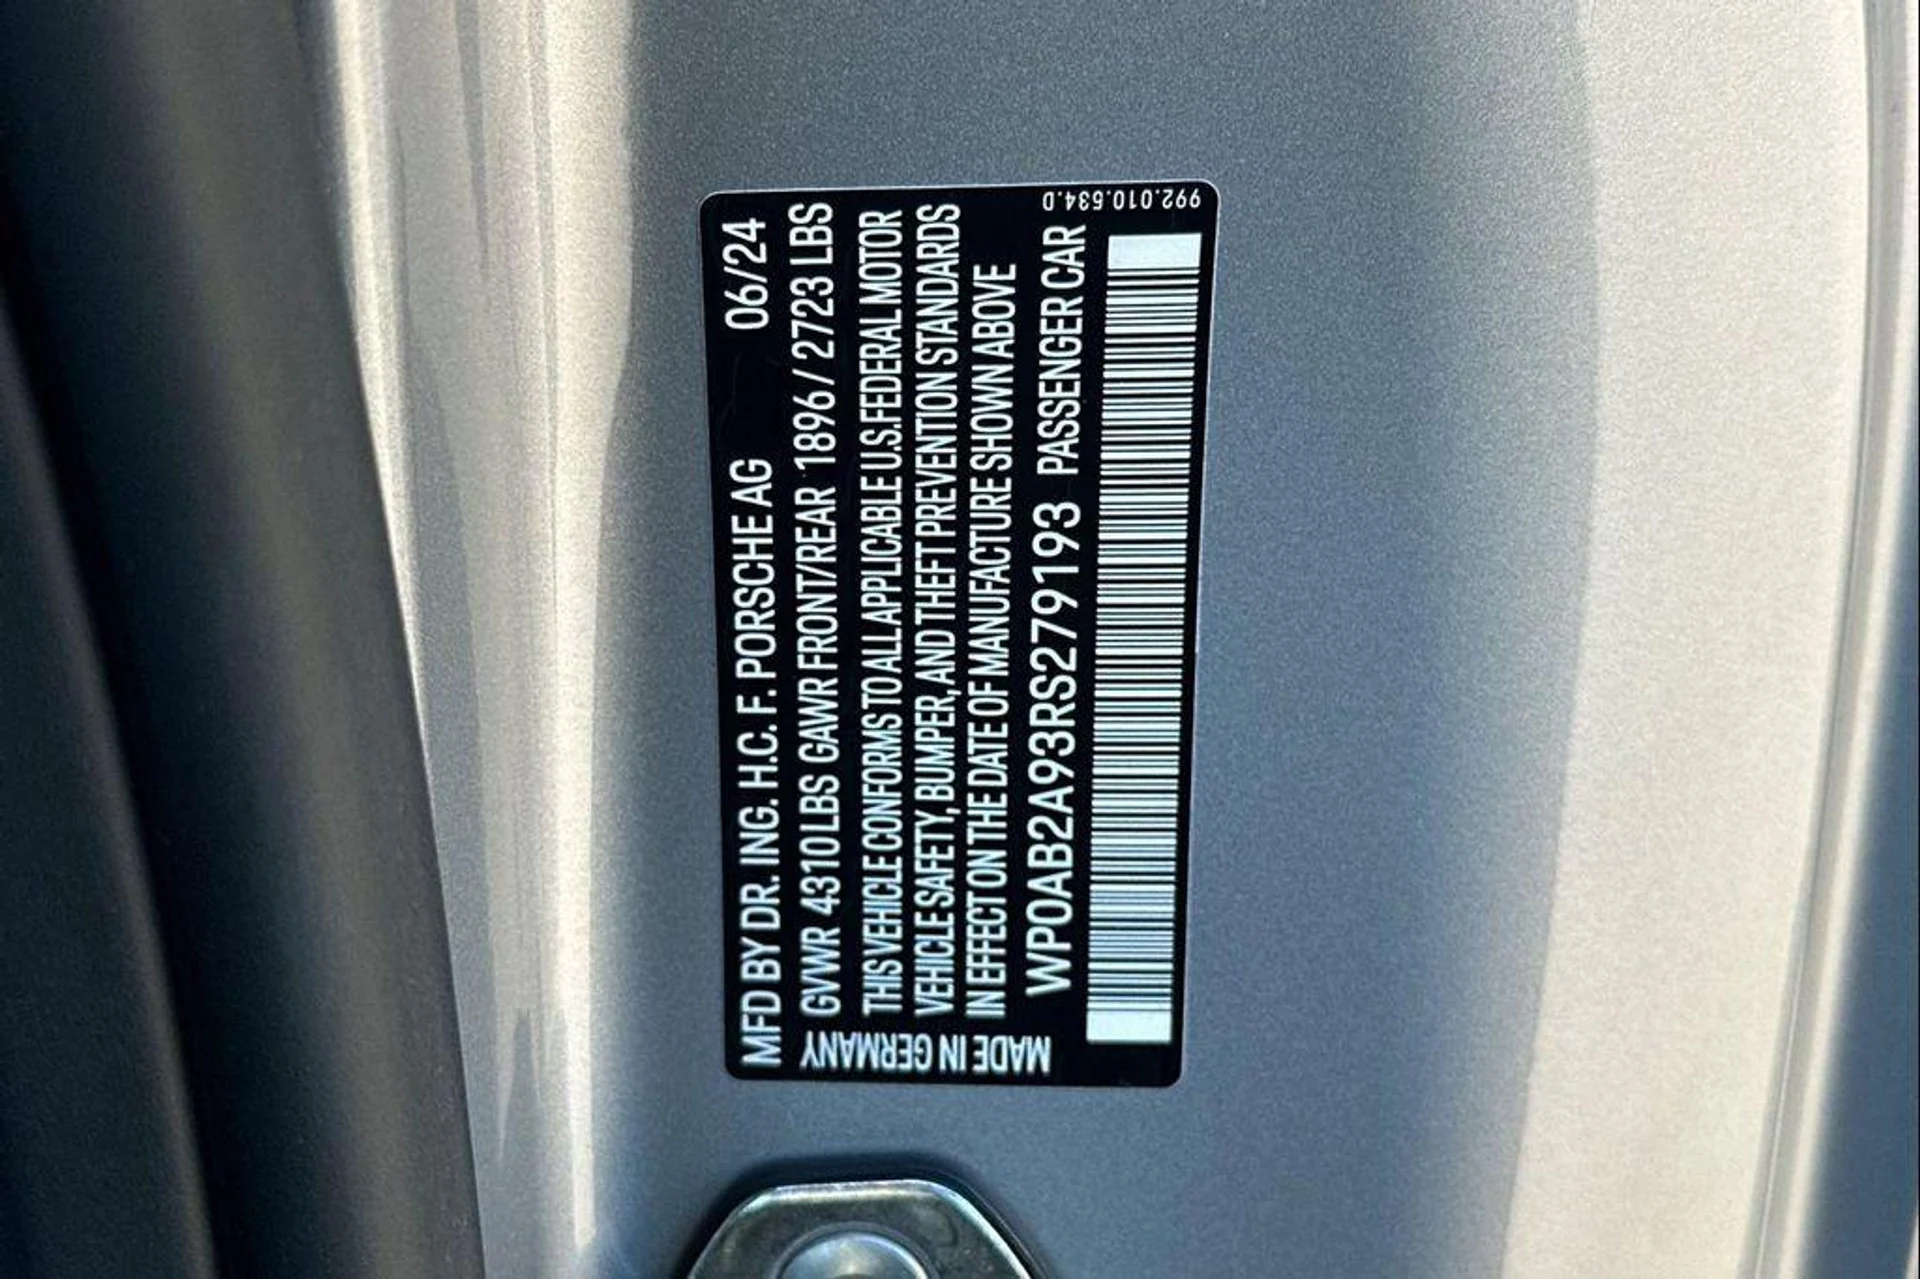 MFD BY DR. ING. H.C. F. PORSCHE AG 06/24
GVWR 4310 LBS GAWR FRONT/REAR 1896 / 2723 LBS
THIS VEHICLE CONFORMS TO ALL APPLICABLE U.S. FEDERAL MOTOR
VEHICLE SAFETY, BUMPER, AND THEFT PREVENTION STANDARDS
IN EFFECT ON THE DATE OF MANUFACTURE SHOWN ABOVE
WP0AB2A93RS279193 PASSENGER CAR
MADE IN GERMANY
992.010.534.D